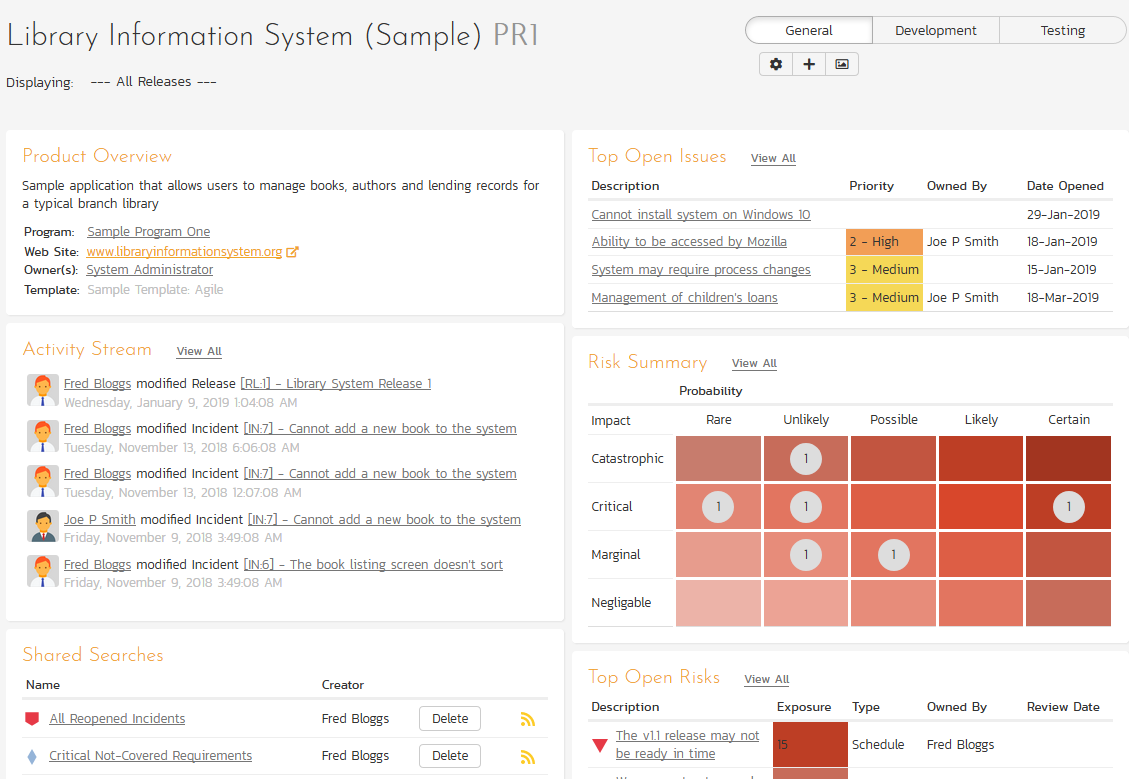 Library Information System (Sample) PR1
General Development Testing
Displaying: --- All Releases ---
Product Overview
Sample application that allows users to manage books, authors and lending records for
a typical branch library
Program: Sample Program One
Web Site: www.libraryinformationsystem.org
Owner(s): System Administrator
Template: Sample Template: Agile
Activity Stream View All
Fred Bloggs modified Release [RL:1] - Library System Release 1
Wednesday, January 9, 2019 1:04:08 AM
Fred Bloggs modified Incident [IN:7] - Cannot add a new book to the system
Tuesday, November 13, 2018 6:06:08 AM
Fred Bloggs modified Incident [IN:7] - Cannot add a new book to the system
Tuesday, November 13, 2018 12:07:08 AM
Joe P Smith modified Incident [IN:7] - Cannot add a new book to the system
Friday, November 9, 2018 3:49:08 AM
Fred Bloggs modified Incident [IN:6] - The book listing screen doesn't sort
Friday, November 9, 2018 3:49:08 AM
Shared Searches
Name Creator
All Reopened Incidents Fred Bloggs Delete
Critical Not-Covered Requirements Fred Bloggs Delete
Top Open Issues View All
Description Priority Owned By Date Opened
Cannot install system on Windows 10 29-Jan-2019
Ability to be accessed by Mozilla 2 - High Joe P Smith 18-Jan-2019
System may require process changes 3 - Medium 15-Jan-2019
Management of children's loans 3 - Medium Joe P Smith 18-Mar-2019
Risk Summary View All
Probability
Impact Rare Unlikely Possible Likely Certain
Catastrophic 1
Critical 1 1 1
Marginal 1 1
Negligable
Top Open Risks View All
Description Exposure Type Owned By Review Date
The v1.1 release may not
be ready in time 15 Schedule Fred Bloggs